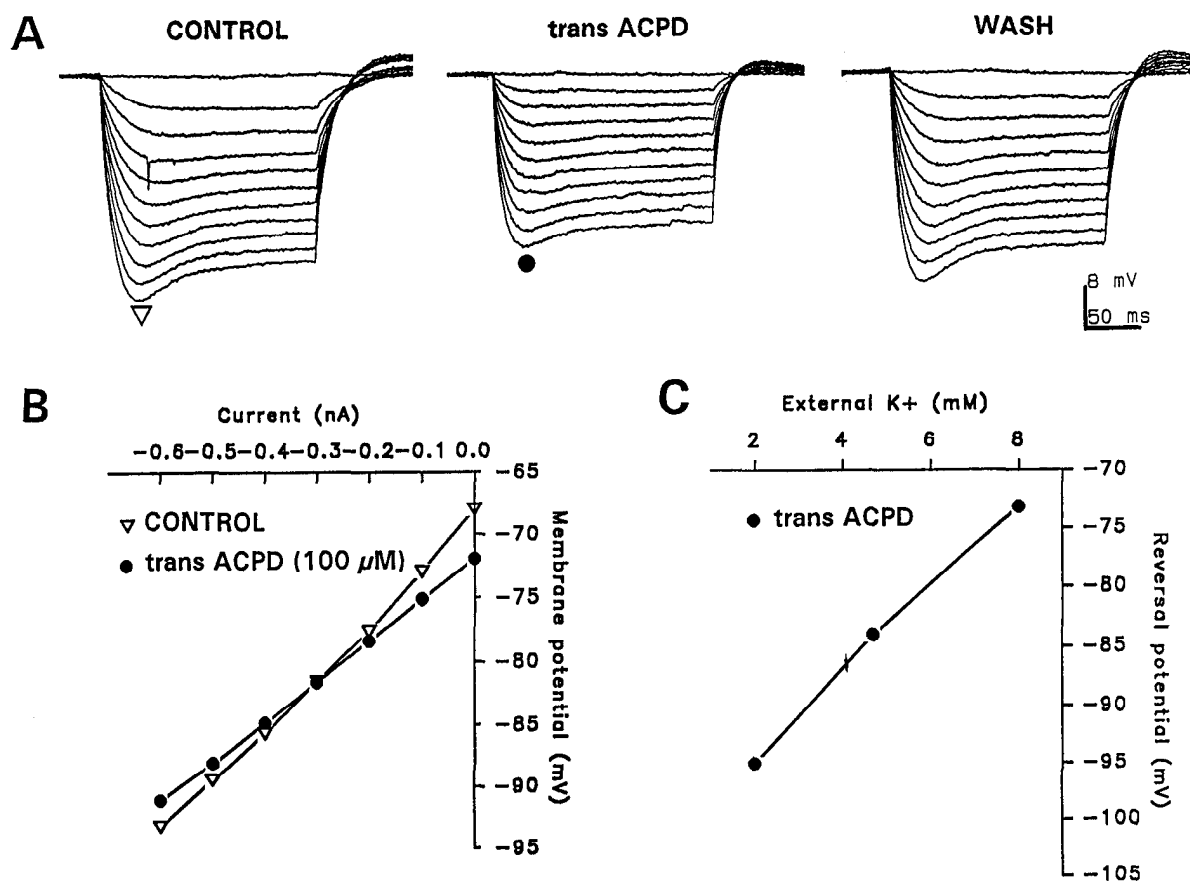 A
CONTROL
trans ACPD
WASH
8 mV
50 ms
B
Current (nA)
-0.6-0.5-0.4-0.3-0.2-0.1 0.0
-65
-70
-75
-80
-85
-90
-95
Membrane potential (mV)
CONTROL
trans ACPD (100 μM)
C
External K+ (mM)
2 4 6 8
-70
-75
-80
-85
-90
-95
-100
-105
Reversal potential (mV)
trans ACPD